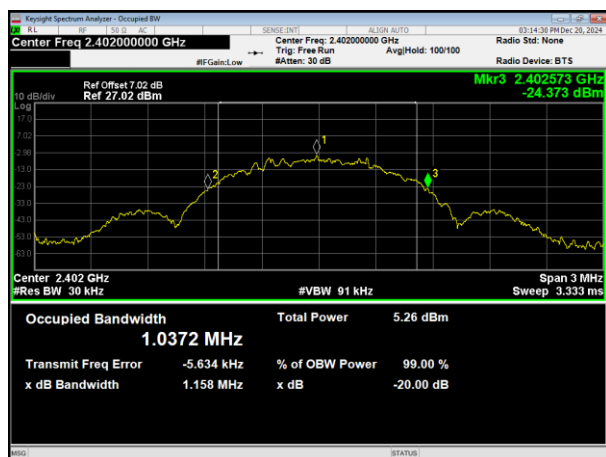 Keysight Spectrum Analyzer - Occupied BW
RL RF 50 Ω AC SENSE:INT ALIGN AUTO 03:14:30 PM Dec 20, 2024
Center Freq 2.402000000 GHz Center Freq: 2.402000000 GHz Radio Std: None
Trig: Free Run Avg|Hold: 100/100
#IFGain:Low #Atten: 30 dB Radio Device: BTS
Ref Offset 7.02 dB Mkr3 2.402573 GHz
10 dB/div Ref 27.02 dBm -24.373 dBm
Log
17.0
7.02
-2.98
-13.0
-23.0
-33.0
-43.0
-53.0
-63.0
1
2
3
Center 2.402 GHz Span 3 MHz
#Res BW 30 kHz #VBW 91 kHz Sweep 3.333 ms
Occupied Bandwidth Total Power 5.26 dBm
1.0372 MHz
Transmit Freq Error -5.634 kHz % of OBW Power 99.00 %
x dB Bandwidth 1.158 MHz x dB -20.00 dB
MSG STATUS